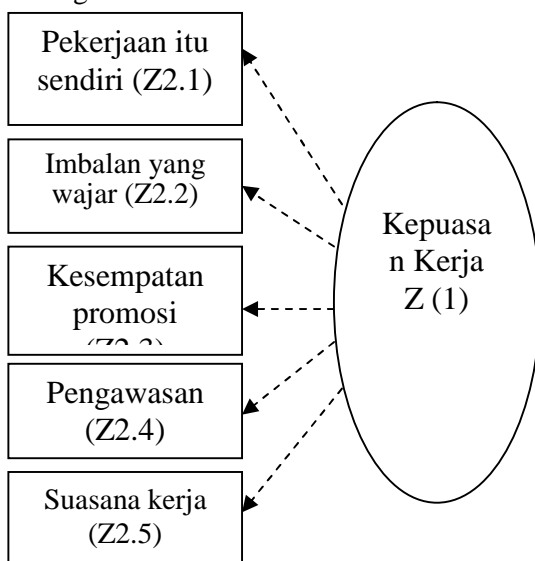 Pekerjaan itu
sendiri (Z2.1)
Imbalan yang
wajar (Z2.2)
Kesempatan
promosi
Pengawasan
(Z2.4)
Suasana kerja
(Z2.5)
Kepuasa
n Kerja
Z (1)